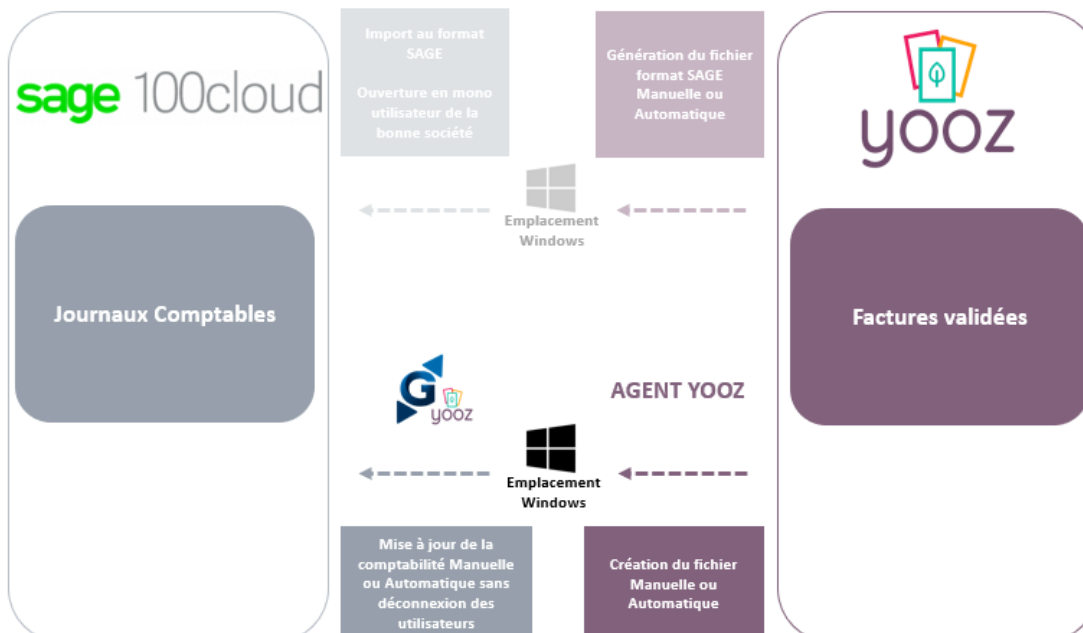 sage 100cloud
Import au format
SAGE
Ouverture en mono
utilisateur de la
bonne société
Génération du fichier
format SAGE
Manuelle ou
Automatique
yooz
Emplacement
Windows
Journaux Comptables
Factures validées
G
yooz
AGENT YOOZ
Emplacement
Windows
Mise à jour de la
comptabilité Manuelle
ou Automatique sans
déconnexion des
utilisateurs
Création du fichier
Manuelle ou
Automatique